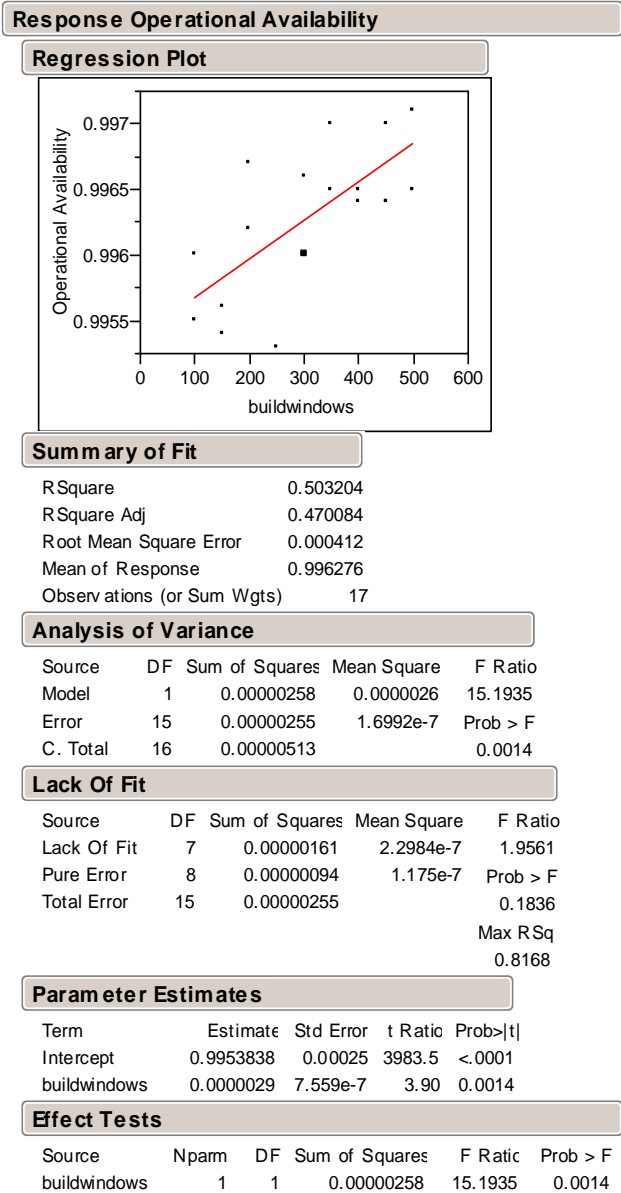 Response Operational Availability
Regression Plot
Operational Availability
0.997
0.9965
0.996
0.9955
0 100 200 300 400 500 600
buildwindows
Summary of Fit
RSquare 0.503204
RSquare Adj 0.470084
Root Mean Square Error 0.000412
Mean of Response 0.996276
Observations (or Sum Wgts) 17
Analysis of Variance
Source DF Sum of Squares Mean Square F Ratio
Model 1 0.00000258 0.0000026 15.1935
Error 15 0.00000255 1.6992e-7 Prob > F
C. Total 16 0.00000513 0.0014
Lack Of Fit
Source DF Sum of Squares Mean Square F Ratio
Lack Of Fit 7 0.00000161 2.2984e-7 1.9561
Pure Error 8 0.00000094 1.175e-7 Prob > F
Total Error 15 0.00000255 0.1836
Max RSq
0.8168
Parameter Estimates
Term Estimate Std Error t Ratio Prob>|t|
Intercept 0.9953838 0.00025 3983.5 <.0001
buildwindows 0.0000029 7.559e-7 3.90 0.0014
Effect Tests
Source Nparm DF Sum of Squares F Ratio Prob > F
buildwindows 1 1 0.00000258 15.1935 0.0014